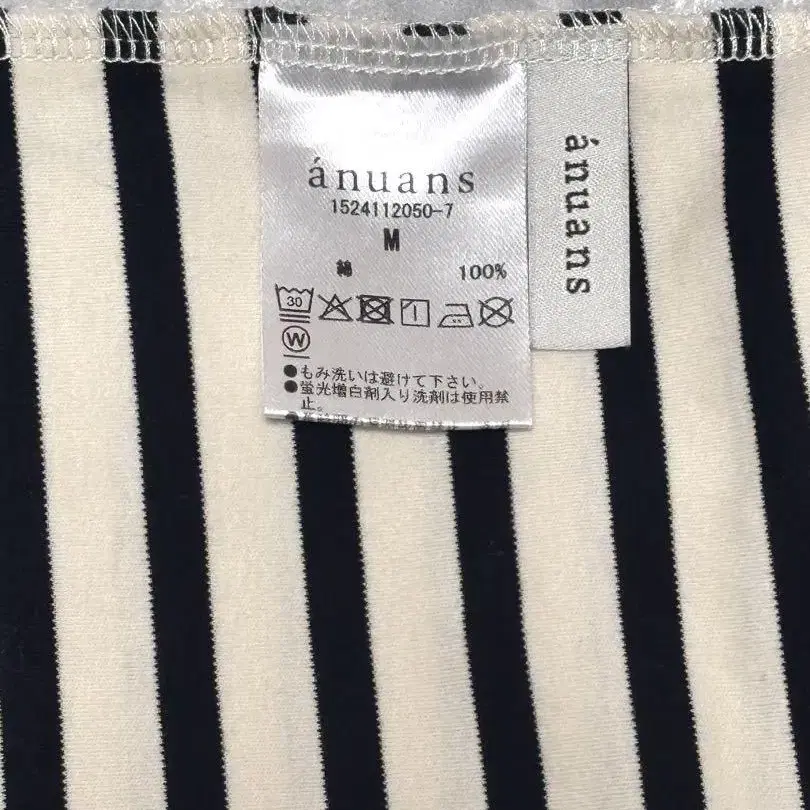 ánuans
1524112050-7
M
綿 100%
30
W
●もみ洗いは避けて下さい。
●蛍光増白剤入り洗剤は使用禁
止。
ánuans